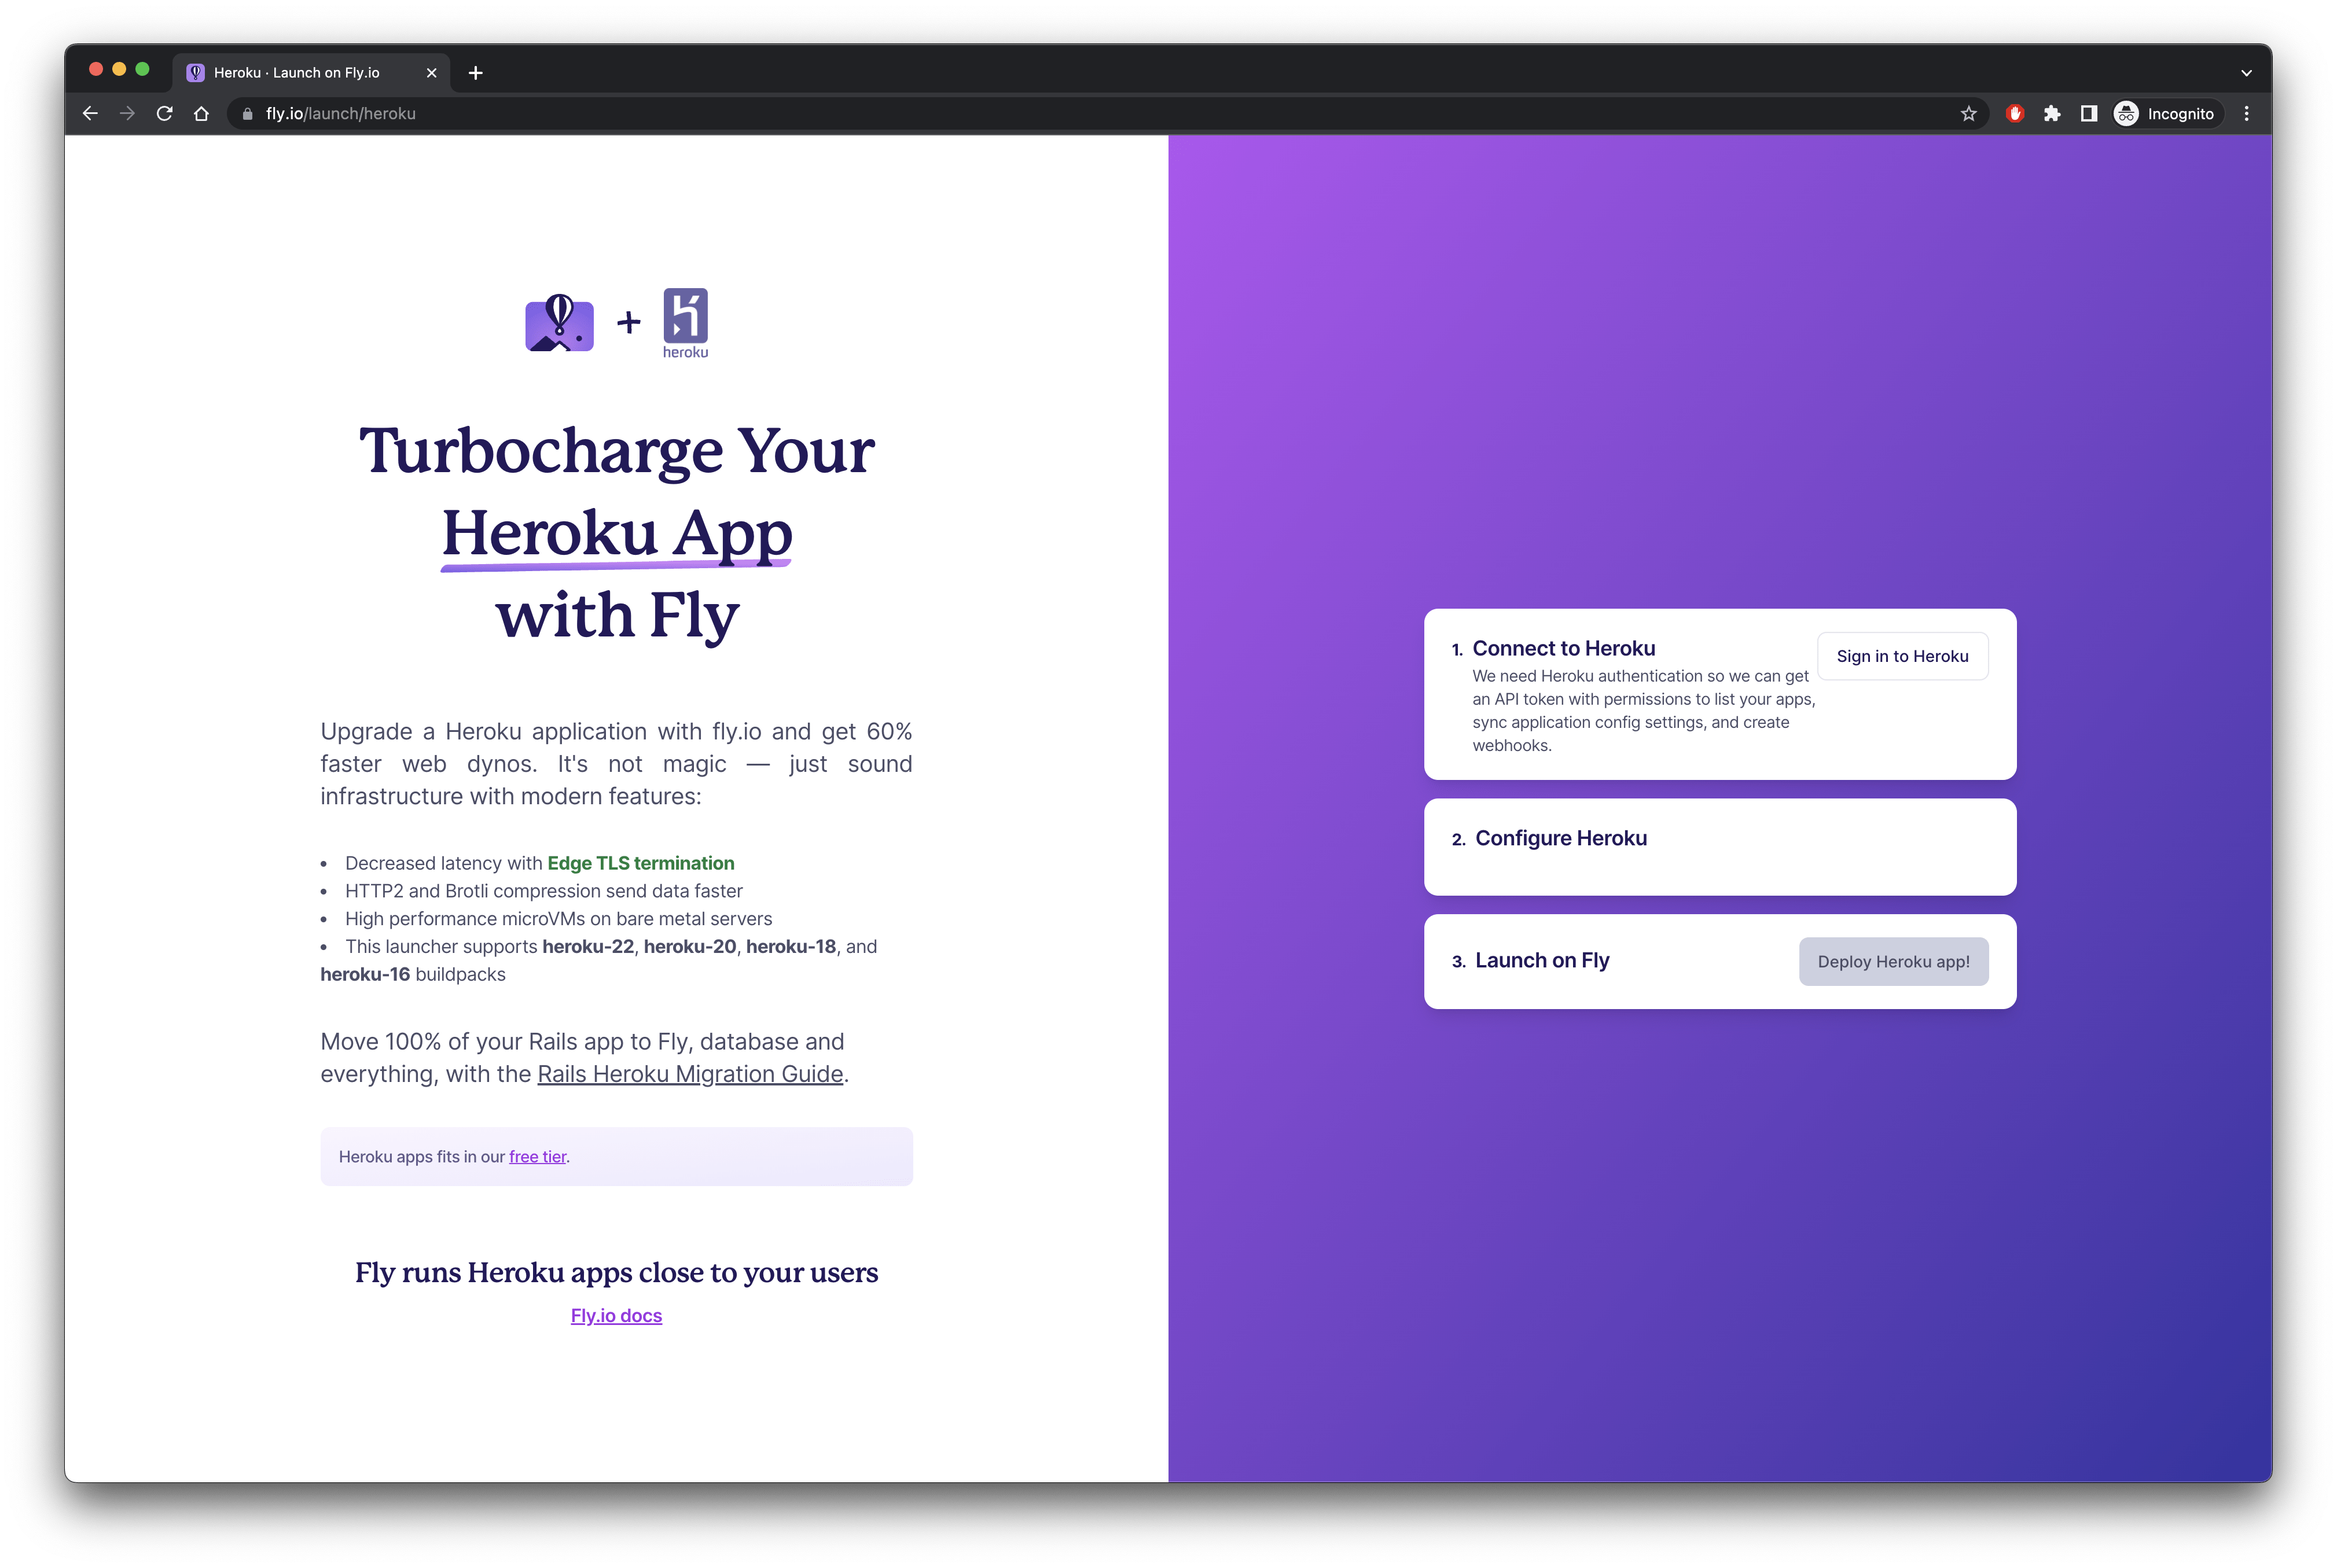 Heroku · Launch on Fly.io
fly.io/launch/heroku
Incognito
heroku
Turbocharge Your
Heroku App
with Fly
Upgrade a Heroku application with fly.io and get 60%
faster web dynos. It's not magic — just sound
infrastructure with modern features:
• Decreased latency with Edge TLS termination
• HTTP2 and Brotli compression send data faster
• High performance microVMs on bare metal servers
• This launcher supports heroku-22, heroku-20, heroku-18, and
heroku-16 buildpacks
Move 100% of your Rails app to Fly, database and
everything, with the Rails Heroku Migration Guide.
Heroku apps fits in our free tier.
Fly runs Heroku apps close to your users
Fly.io docs
1. Connect to Heroku
We need Heroku authentication so we can get
an API token with permissions to list your apps,
sync application config settings, and create
webhooks.
Sign in to Heroku
2. Configure Heroku
3. Launch on Fly
Deploy Heroku app!